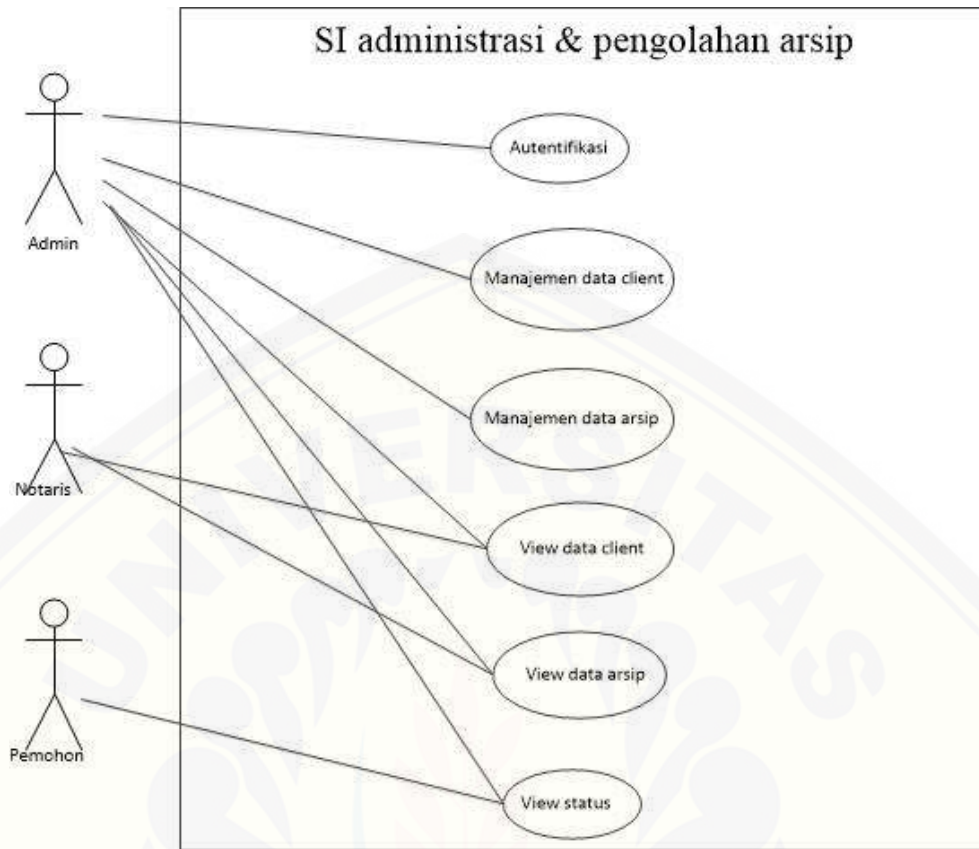 SI administrasi & pengolahan arsip
Autentifikasi
Admin
Manajemen data client
Manajemen data arsip
Notaris
View data client
View data arsip
Pemohon
View status
UNIVERSITAS